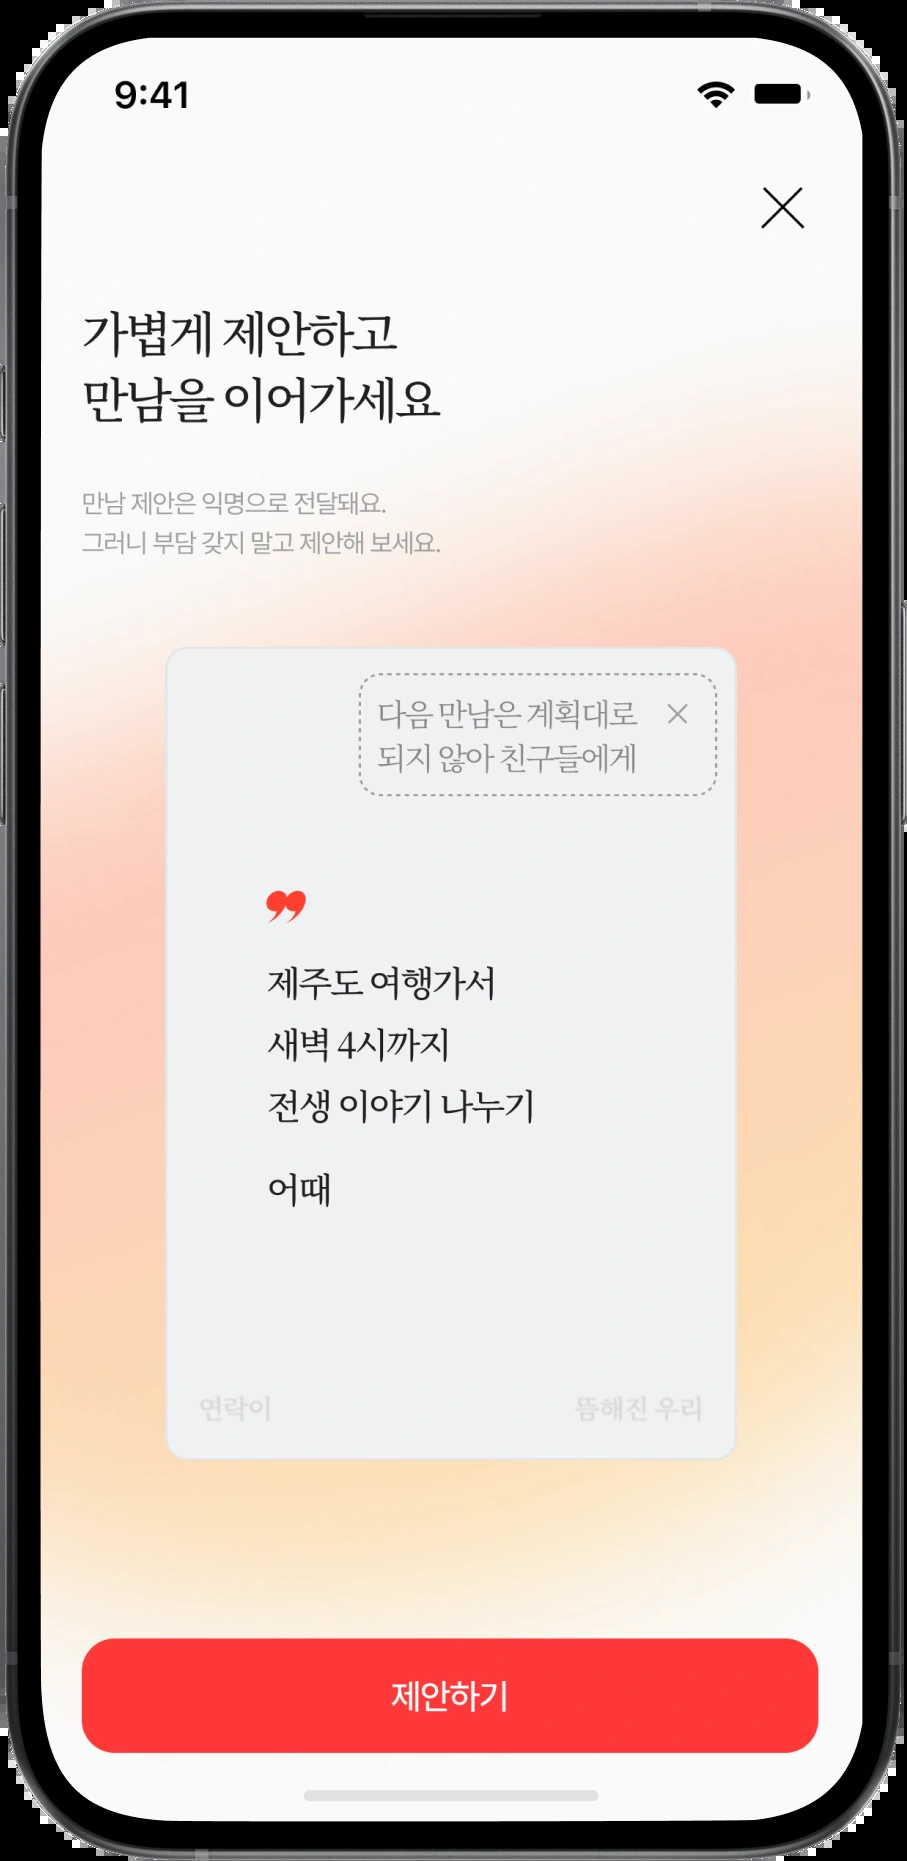 9:41
가볍게 제안하고
만남을 이어가세요
만남 제안은 익명으로 전달돼요.
그러니 부담 갖지 말고 제안해 보세요.
다음 만남은 계획대로
되지 않아 친구들에게
제주도 여행가서
새벽 4시까지
전생 이야기 나누기
어때
연락이
뜸해진 우리
제안하기